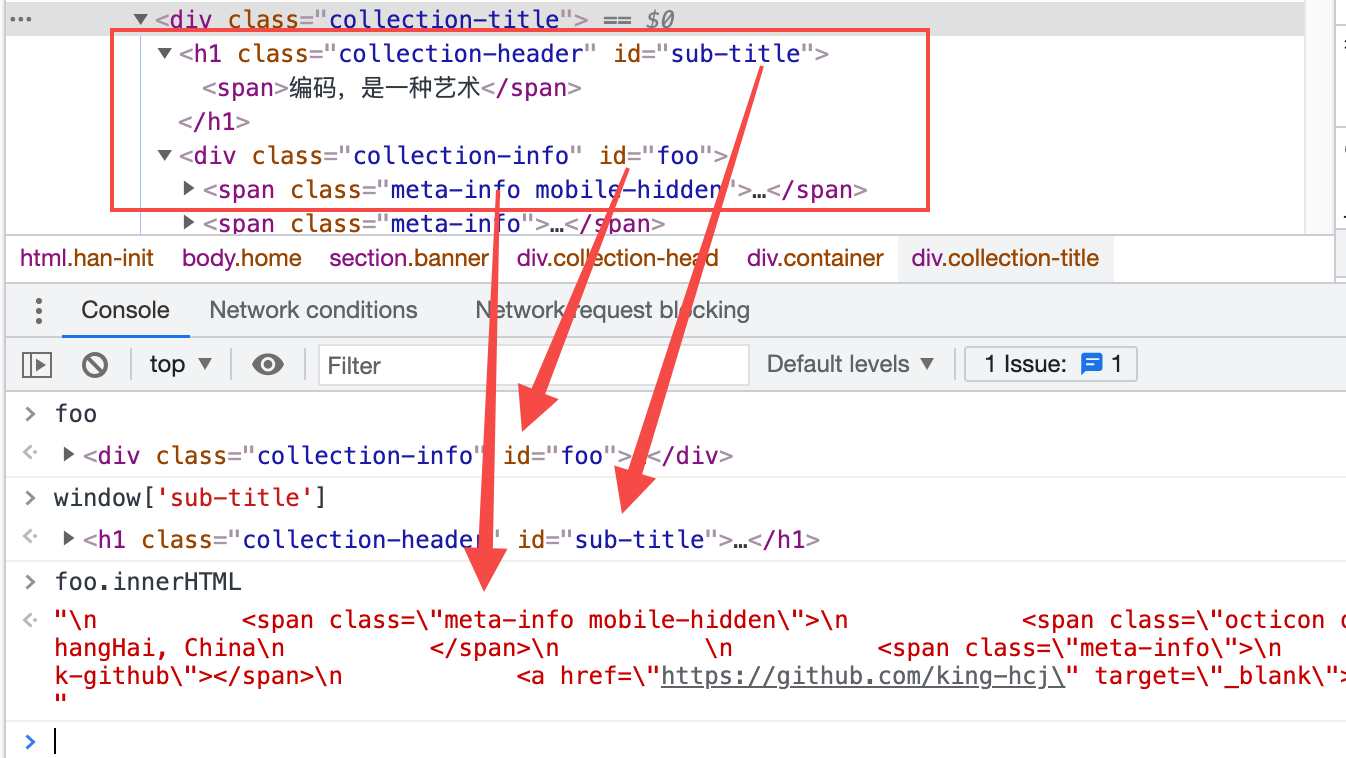 <div class="collection-title"> == $0
<h1 class="collection-header" id="sub-title">
<span>编码，是一种艺术</span>
</h1>
<div class="collection-info" id="foo">
<span class="meta-info mobile-hidden">…</span>
<span class="meta-info">…</span>
html.han-init body.home section.banner div.collection-head div.container div.collection-title
Console Network conditions Network request blocking
top Filter Default levels 1 Issue: 1
foo
<div class="collection-info" id="foo">…</div>
window['sub-title']
<h1 class="collection-header" id="sub-title">…</h1>
foo.innerHTML
"\n <span class=\"meta-info mobile-hidden\">\n <span class=\"octicon
hangHai, China\n </span>\n \n <span class=\"meta-info\">\n
k-github\"></span>\n <a href=\"https://github.com/king-hcj\" target=\"_blank\">
"